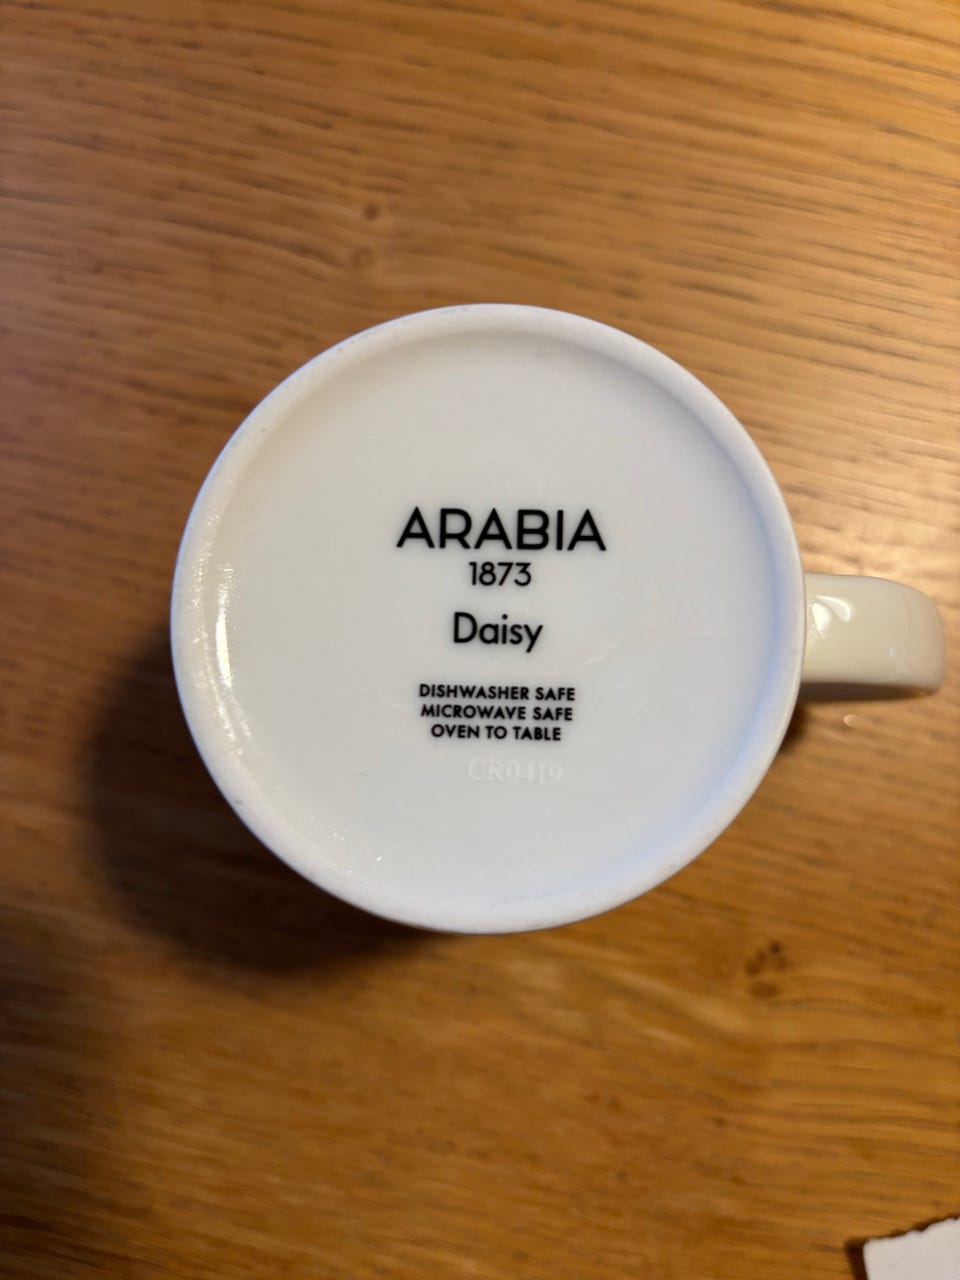 ARABIA
1873
Daisy
DISHWASHER SAFE
MICROWAVE SAFE
OVEN TO TABLE
CR0419